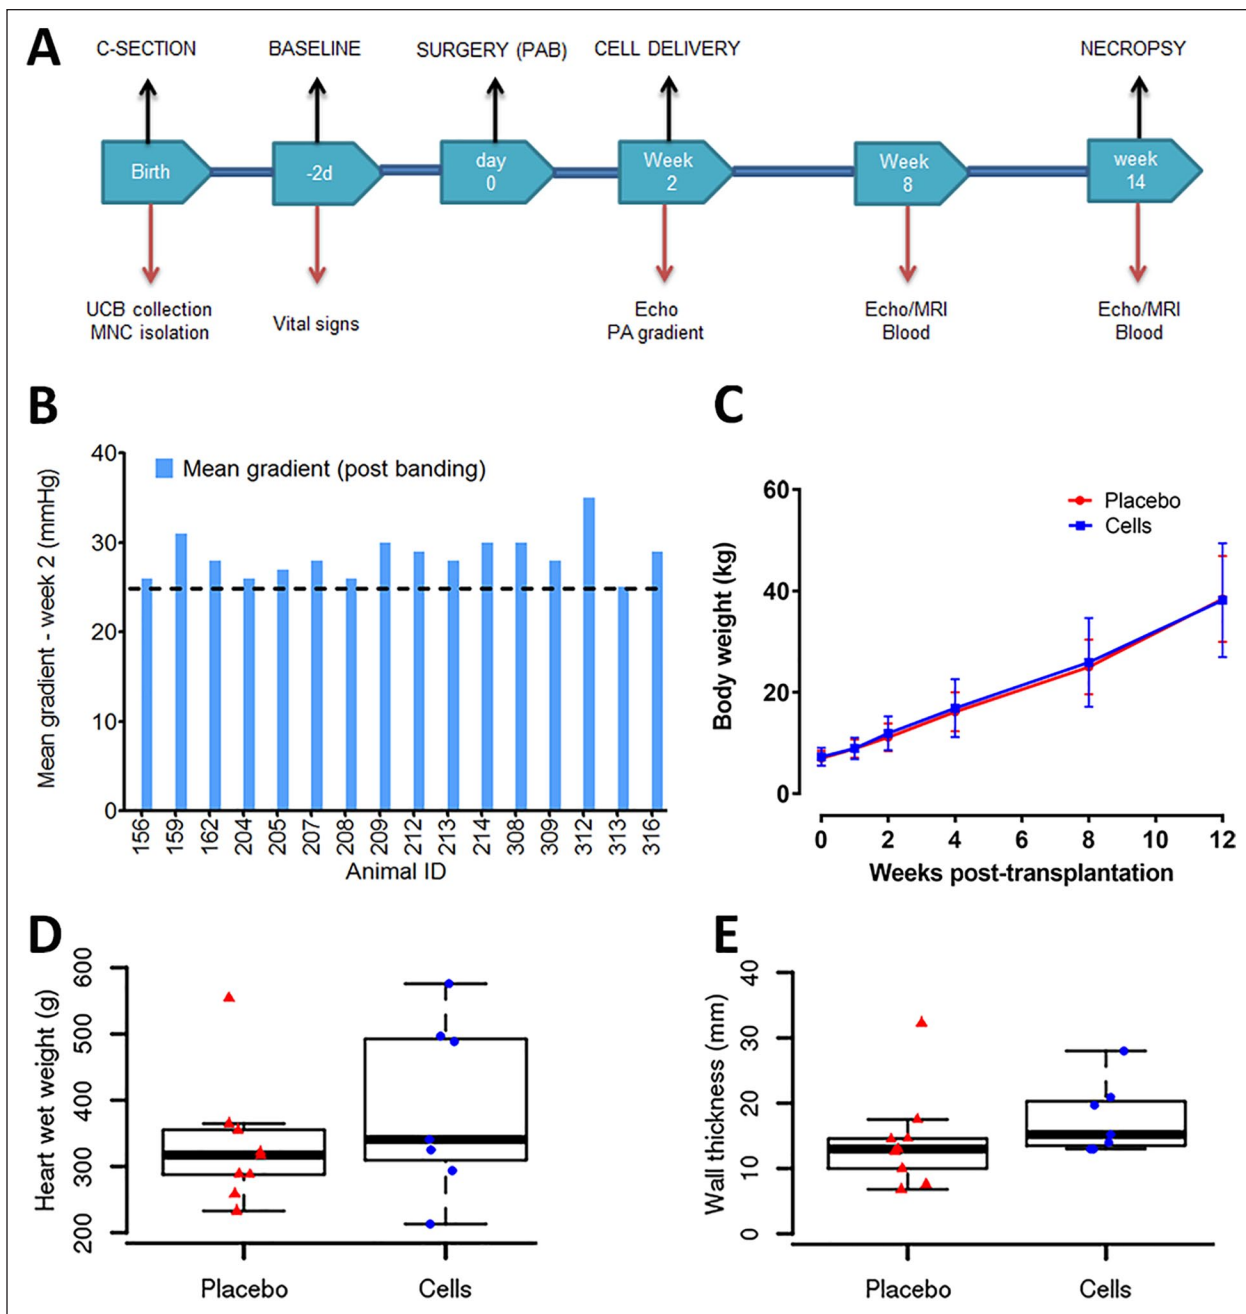 A
C-SECTION
BASELINE
SURGERY (PAB)
CELL DELIVERY
NECROPSY
Birth
-2d
day
0
Week
2
Week
8
week
14
UCB collection
MNC isolation
Vital signs
Echo
PA gradient
Echo/MRI
Blood
Echo/MRI
Blood
B
Mean gradient - week 2 (mmHg)
40
30
20
10
0
Mean gradient (post banding)
156
159
162
204
205
207
208
209
212
213
214
308
309
312
313
316
Animal ID
C
Body weight (kg)
60
40
20
0
Placebo
Cells
0
2
4
6
8
10
12
Weeks post-transplantation
D
Heart wet weight (g)
600
500
400
300
200
Placebo
Cells
E
Wall thickness (mm)
40
30
20
10
0
Placebo
Cells